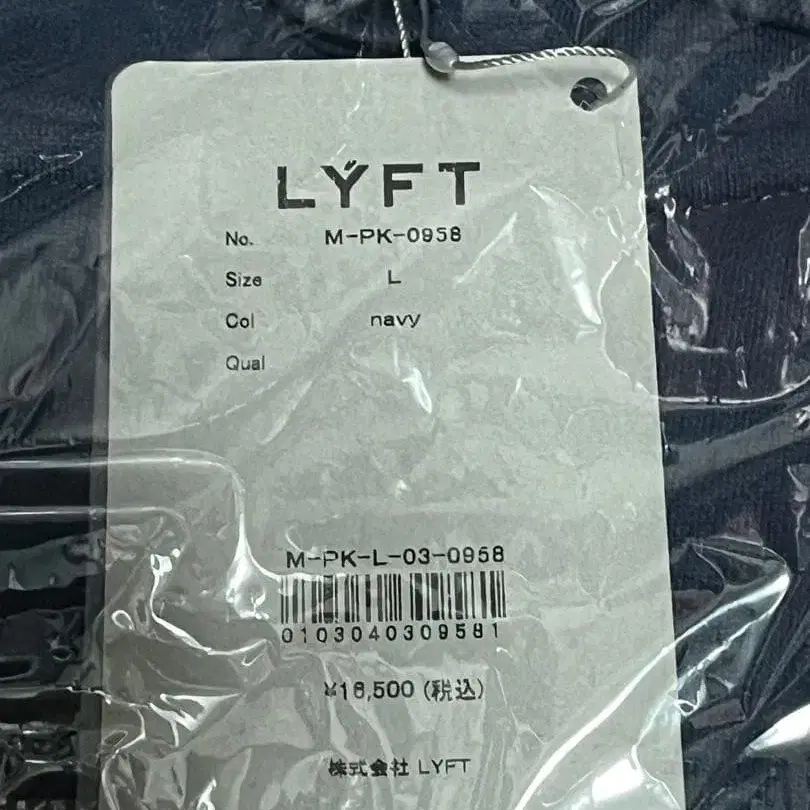 LÝFT
No. M-PK-0958
Size L
Col navy
Qual
M-PK-L-03-0958
0103040309581
¥16,500 (税込)
株式会社 LYFT